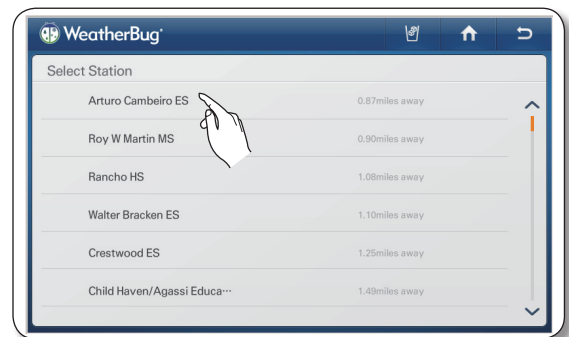 WeatherBug
Select Station
Arturo Cambeiro ES 0.87miles away
Roy W Martin MS 0.90miles away
Rancho HS 1.08miles away
Walter Bracken ES 1.10miles away
Crestwood ES 1.25miles away
Child Haven/Agassi Educa… 1.49miles away